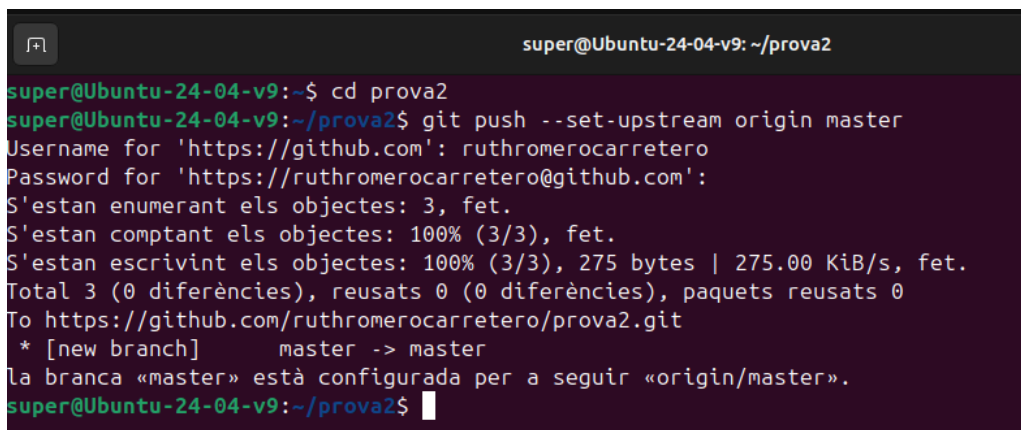 super@Ubuntu-24-04-v9: ~/prova2
super@Ubuntu-24-04-v9:~$ cd prova2
super@Ubuntu-24-04-v9:~/prova2$ git push --set-upstream origin master
Username for 'https://github.com': ruthromerocarretero
Password for 'https://ruthromerocarretero@github.com':
S'estan enumerant els objectes: 3, fet.
S'estan comptant els objectes: 100% (3/3), fet.
S'estan escrivint els objectes: 100% (3/3), 275 bytes | 275.00 KiB/s, fet.
Total 3 (0 diferències), reusats 0 (0 diferències), paquets reusats 0
To https://github.com/ruthromerocarretero/prova2.git
 * [new branch]      master -> master
la branca «master» està configurada per a seguir «origin/master».
super@Ubuntu-24-04-v9:~/prova2$